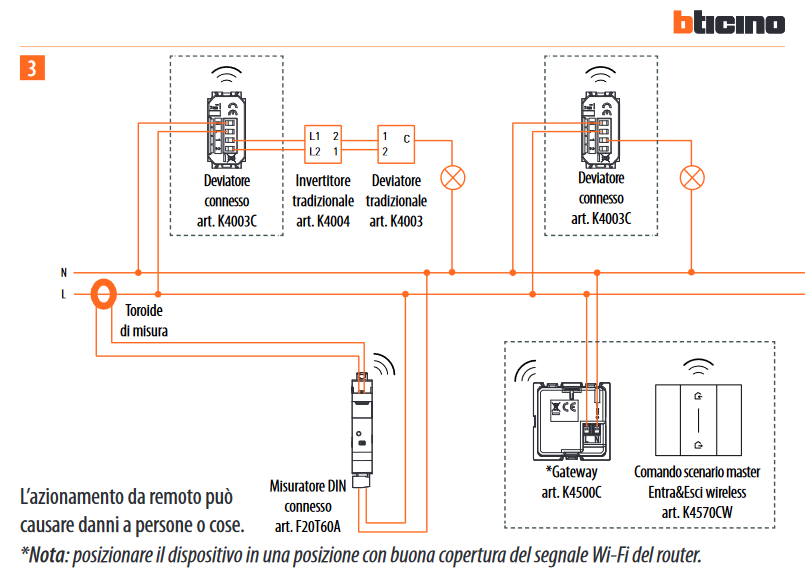 bticino
3
Deviatore
connesso
art. K4003C
L1 2
L2 1
Invertitore
tradizionale
art. K4004
1 C
2
Deviatore
tradizionale
art. K4003
Deviatore
connesso
art. K4003C
N
L
Toroide
di misura
Misuratore DIN
connesso
art. F20T60A
*Gateway
art. K4500C
Comando scenario master
Entra&Esci wireless
art. K4570CW
L’azionamento da remoto può
causare danni a persone o cose.
*Nota: posizionare il dispositivo in una posizione con buona copertura del segnale Wi-Fi del router.